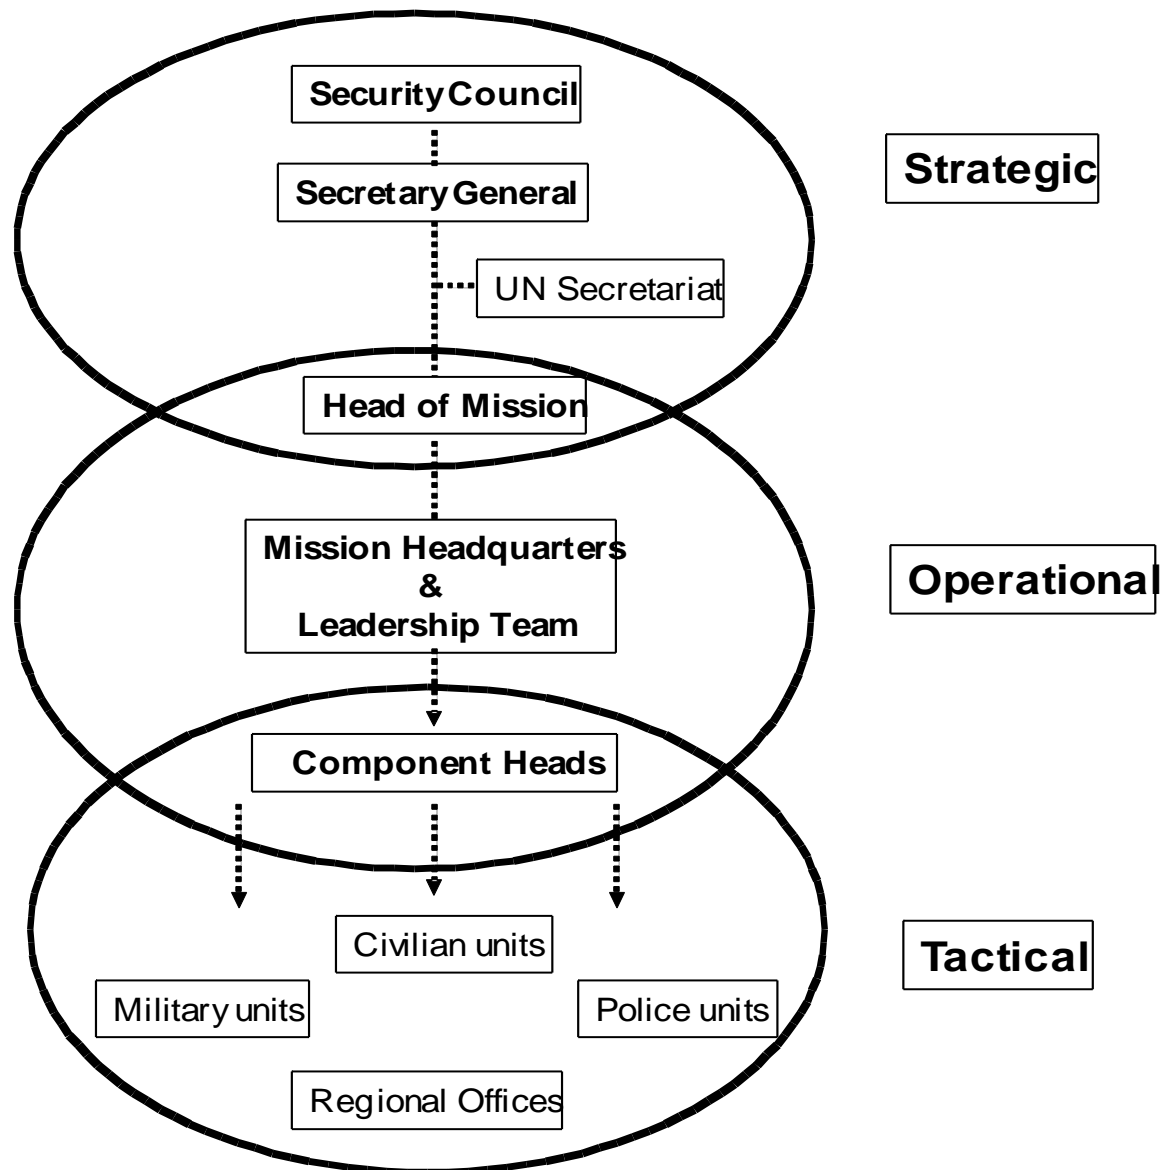 Security Council
Strategic
Secretary General
UN Secretariat
Head of Mission
Mission Headquarters
&
Leadership Team
Operational
Component Heads
Civilian units
Tactical
Military units
Police units
Regional Offices